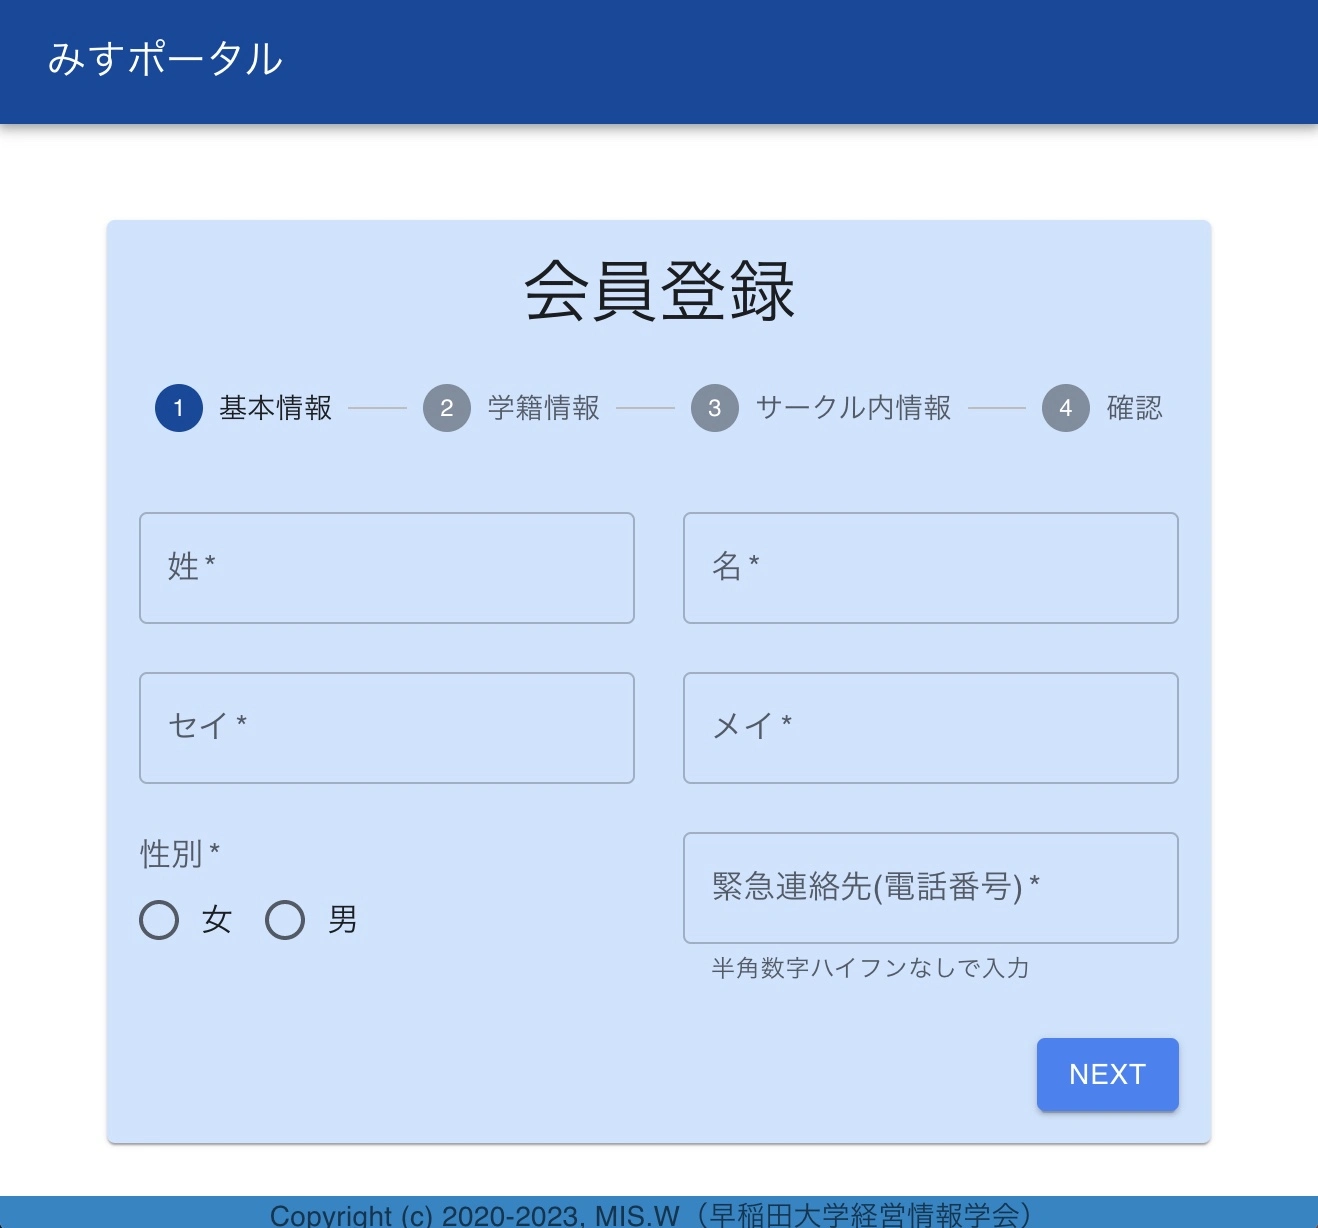 みすポータル
会員登録
1 基本情報 2 学籍情報 3 サークル内情報 4 確認
姓 * 名 *
セイ * メイ *
性別 *
女 男
緊急連絡先(電話番号) *
半角数字ハイフンなしで入力
NEXT
Copyright (c) 2020-2023, MIS.W（早稲田大学経営情報学会）